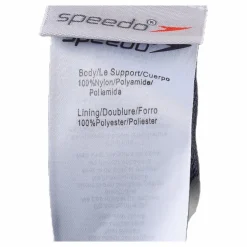 speedo®
speedo®
Body/Le Support/Cuerpo
100%Nylon/Polyamide/
Poliamida
Lining/Doublure/Forro
100%Polyester/Poliester